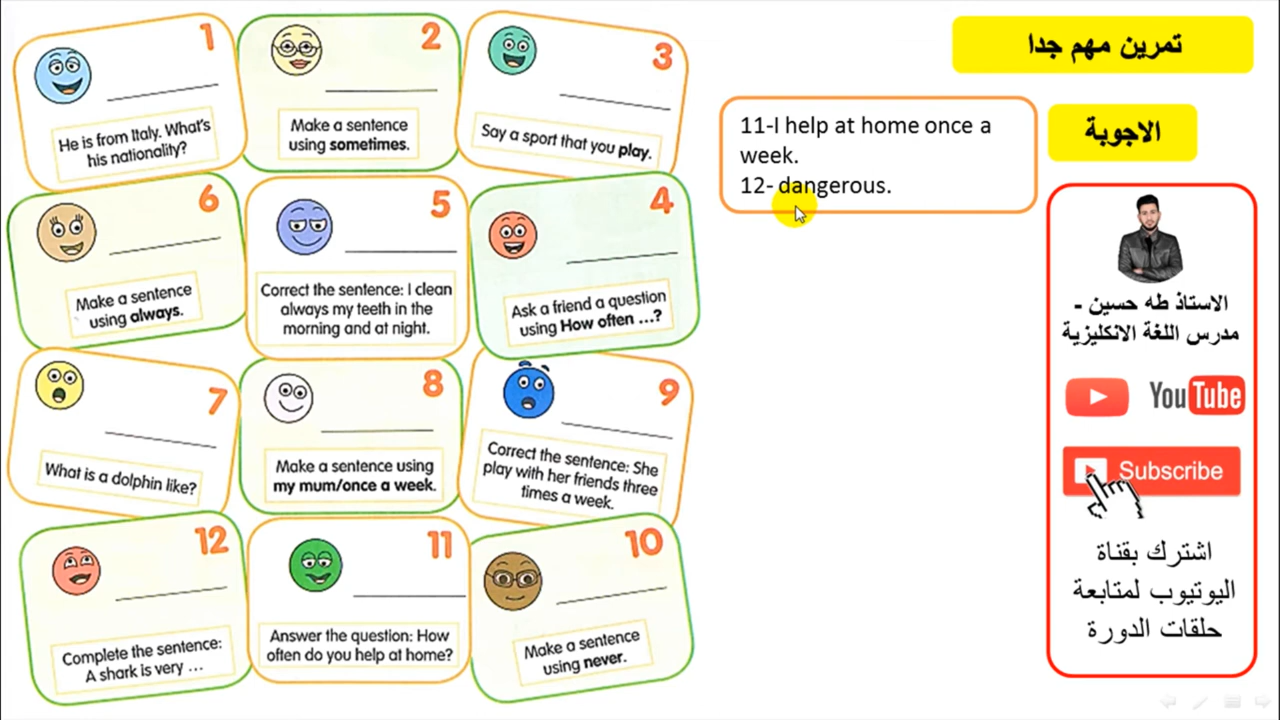 تمرين مهم جدا
الاجوبة
1
He is from Italy. What's
his nationality?
2
Make a sentence
using sometimes.
3
Say a sport that you play.
6
Make a sentence
using always.
5
Correct the sentence: I clean
always my teeth in the
morning and at night.
4
Ask a friend a question
using How often ...?
7
What is a dolphin like?
8
Make a sentence using
my mum/once a week.
9
Correct the sentence: She
play with her friends three
times a week.
12
Complete the sentence:
A shark is very ...
11
Answer the question: How
often do you help at home?
10
Make a sentence
using never.
11-I help at home once a
week.
12- dangerous.
الاستاذ طه حسين -
مدرس اللغة الانكليزية
YouTube
Subscribe
اشترك بقناة
اليوتيوب لمتابعة
حلقات الدورة